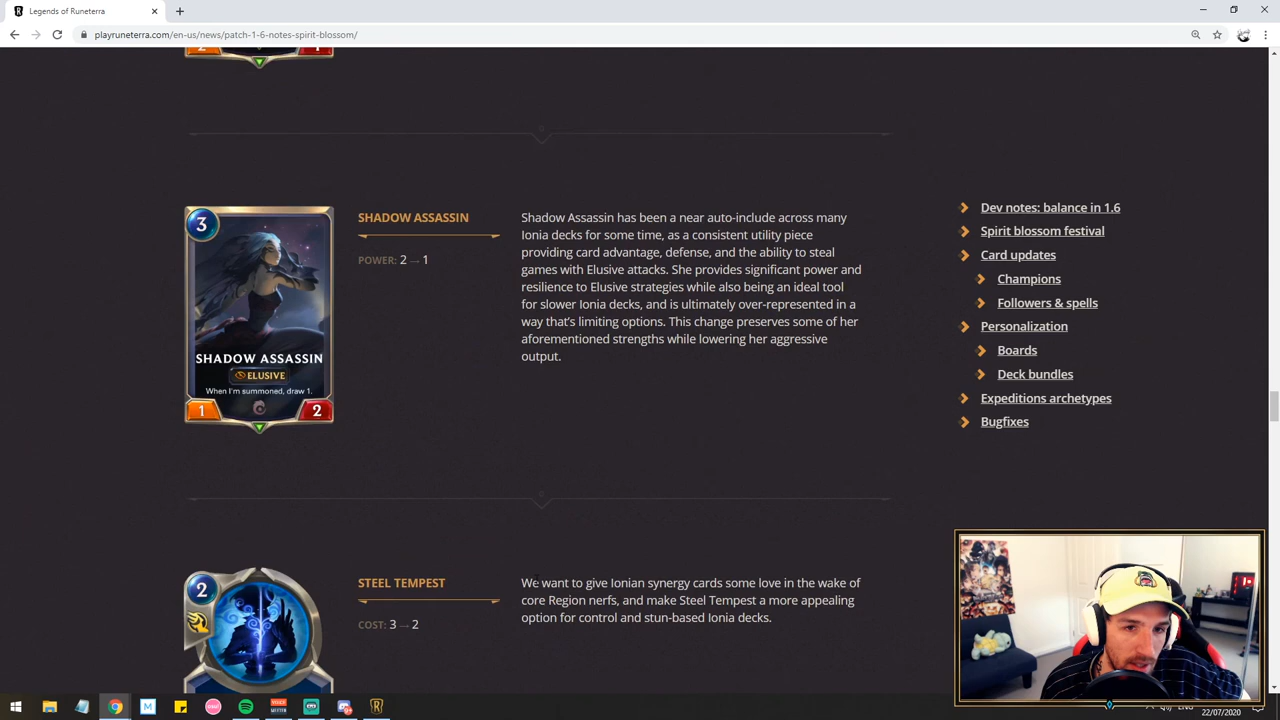 Legends of Runeterra
playruneterra.com/en-us/news/patch-1-6-notes-spirit-blossom/
3
SHADOW ASSASSIN
ELUSIVE
When I'm summoned, draw 1.
1
2
SHADOW ASSASSIN
POWER: 2 → 1
Shadow Assassin has been a near auto-include across many
Ionia decks for some time, as a consistent utility piece
providing card advantage, defense, and the ability to steal
games with Elusive attacks. She provides significant power and
resilience to Elusive strategies while also being an ideal tool
for slower Ionia decks, and is ultimately over-represented in a
way that's limiting options. This change preserves some of her
aforementioned strengths while lowering her aggressive
output.
Dev notes: balance in 1.6
Spirit blossom festival
Card updates
Champions
Followers & spells
Personalization
Boards
Deck bundles
Expeditions archetypes
Bugfixes
2
STEEL TEMPEST
COST: 3 → 2
We want to give Ionian synergy cards some love in the wake of
core Region nerfs, and make Steel Tempest a more appealing
option for control and stun-based Ionia decks.
22/07/2020